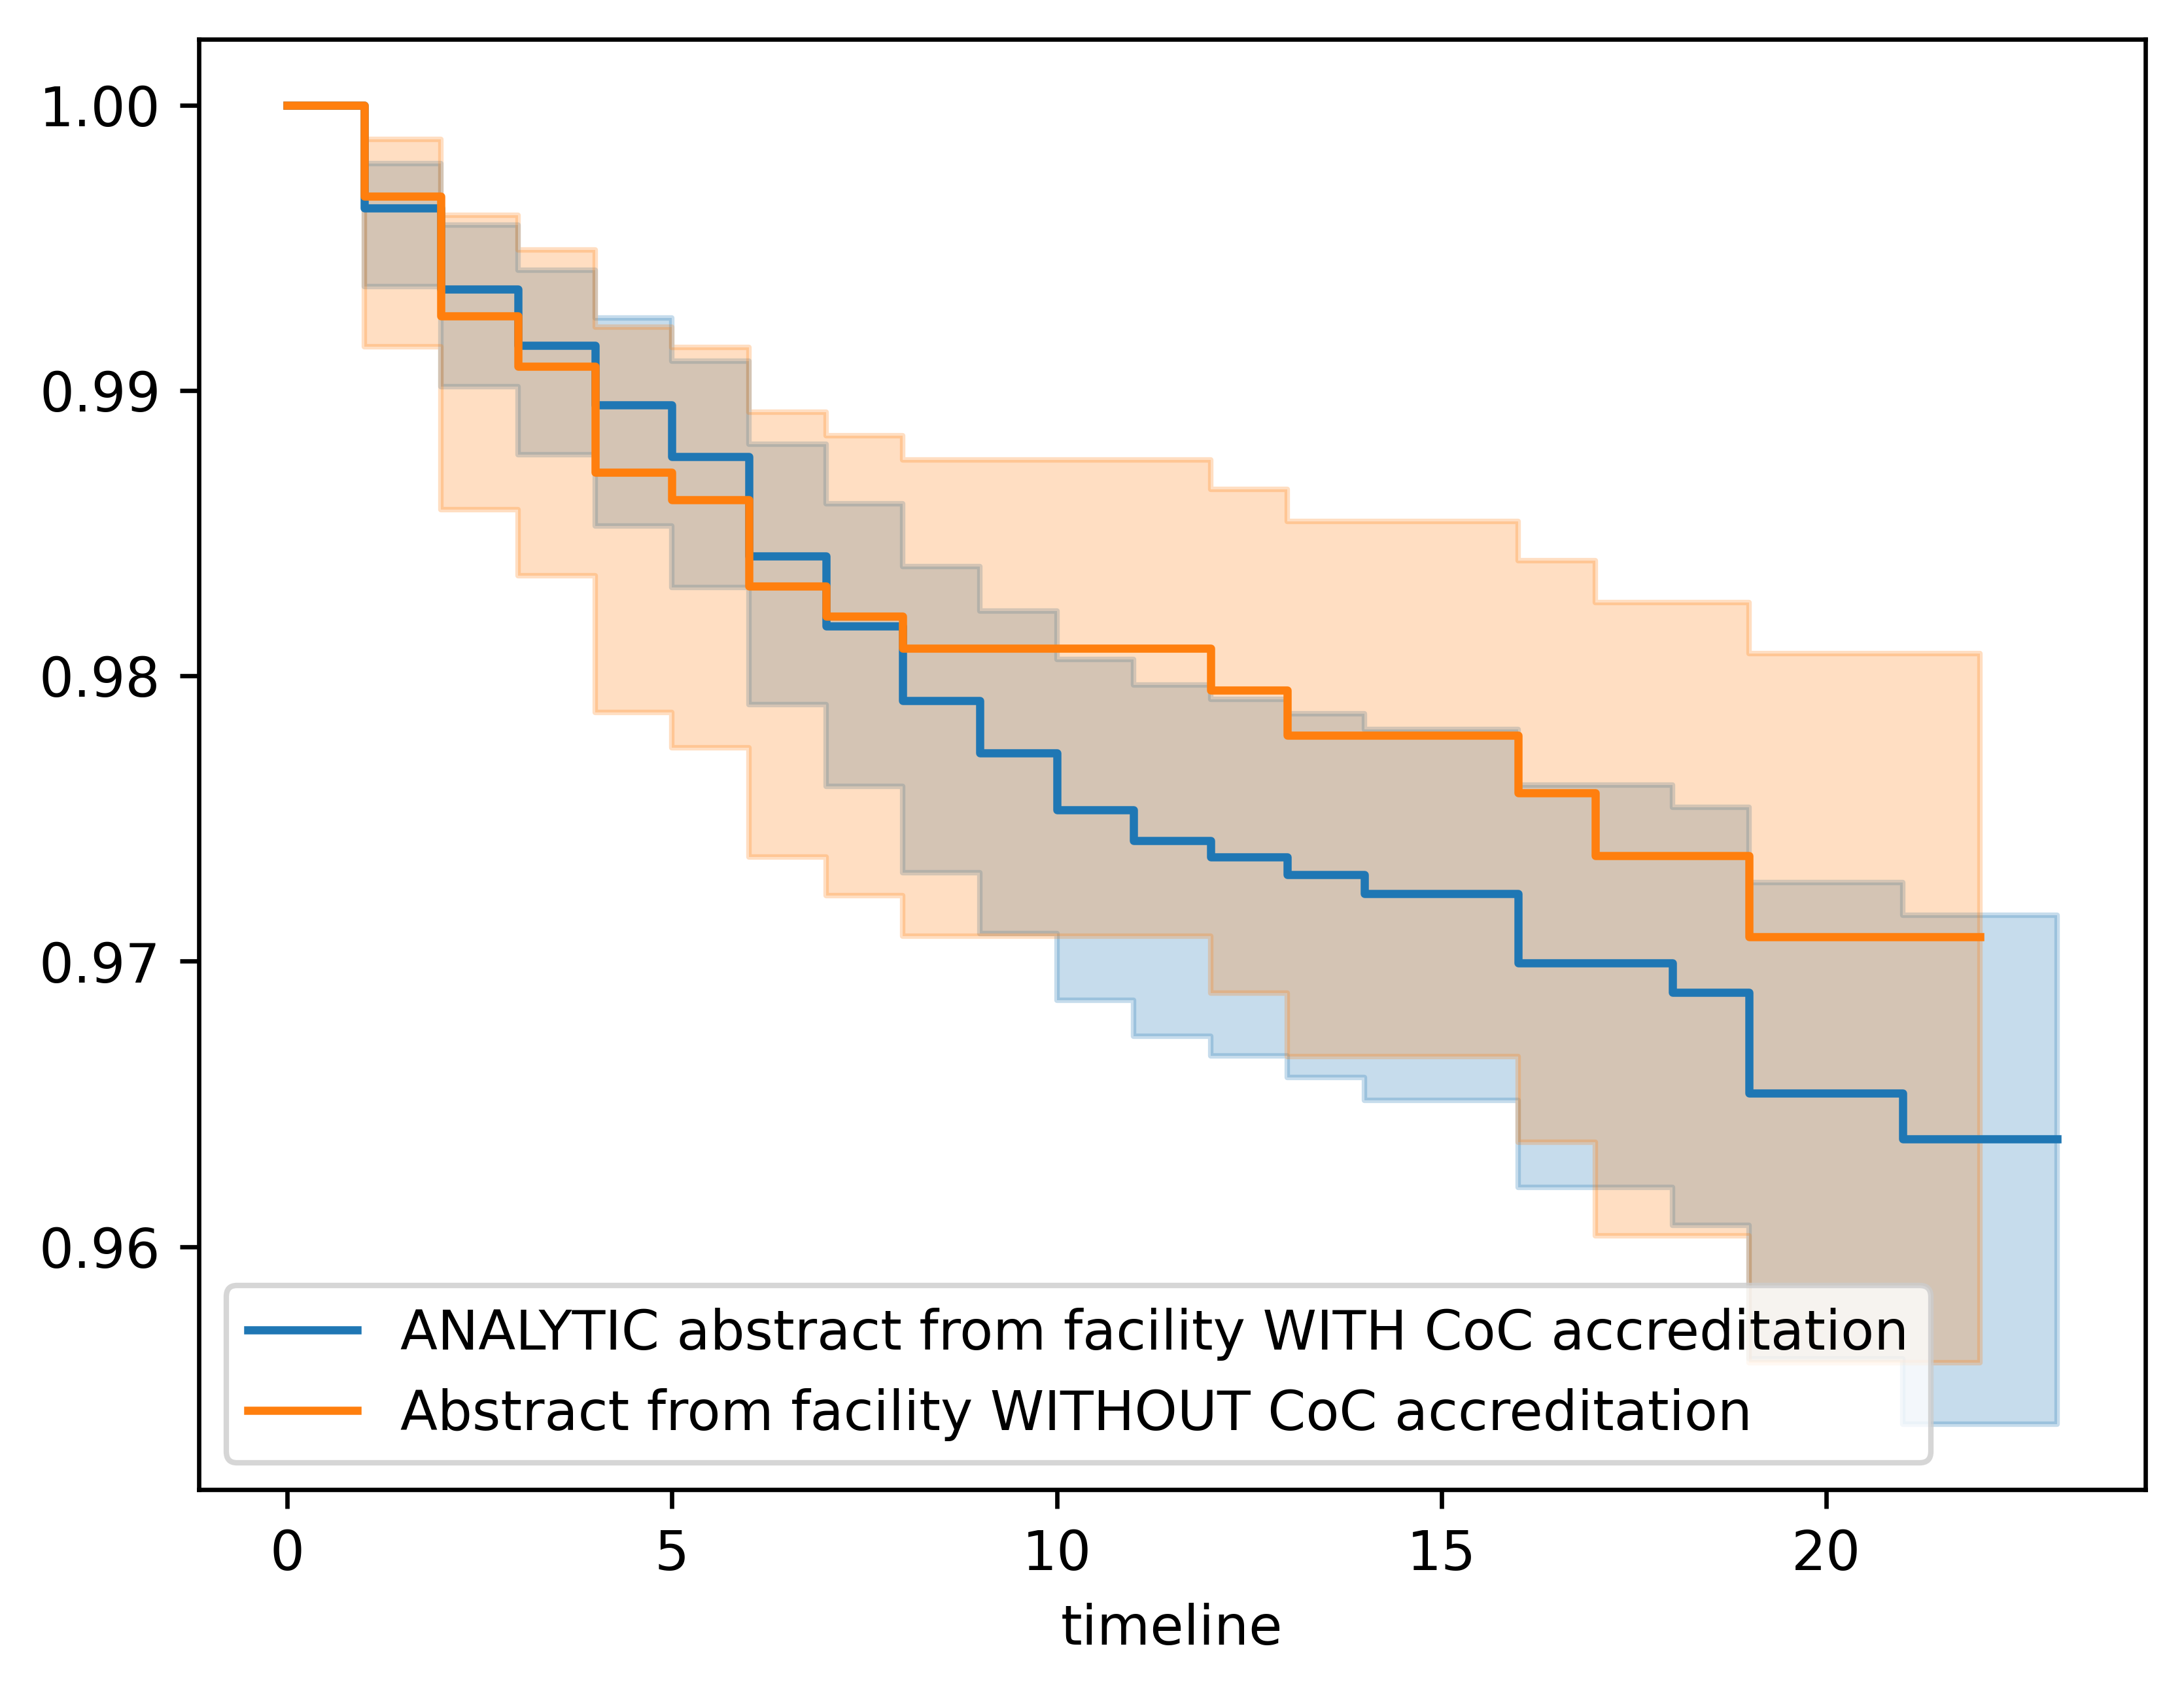 1.00
0.99
0.98
0.97
0.96
ANALYTIC abstract from facility WITH CoC accreditation
Abstract from facility WITHOUT CoC accreditation
0 5 10 15 20
timeline